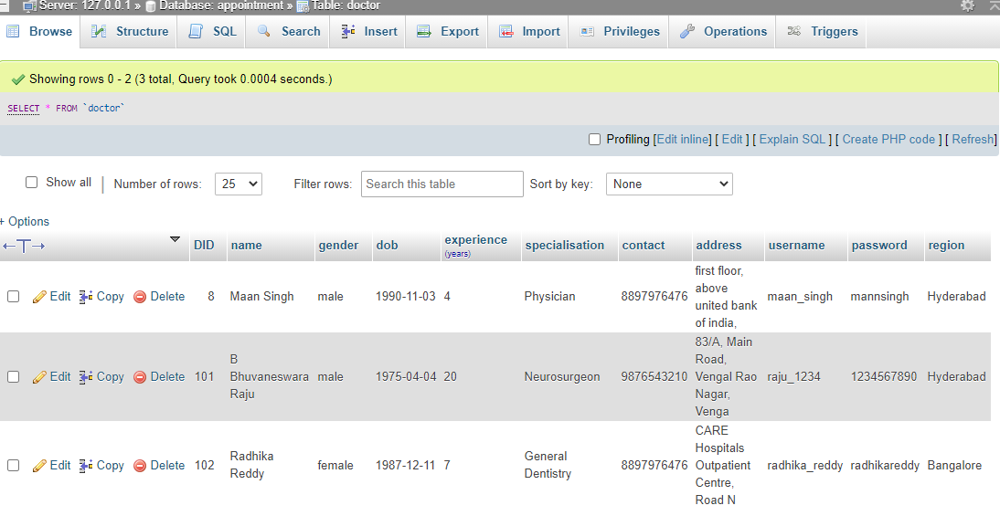 Server: 127.0.0.1 » Database: appointment » Table: doctor
Browse Structure SQL Search Insert Export Import Privileges Operations Triggers
Showing rows 0 - 2 (3 total, Query took 0.0004 seconds.)
SELECT * FROM `doctor`
Profiling [Edit inline] [ Edit ] [ Explain SQL ] [ Create PHP code ] [ Refresh]
Show all | Number of rows: 25 Filter rows: Search this table Sort by key: None
+ Options
←T→ DID name gender dob experience specialisation contact address username password region
(years)
Edit Copy Delete 8 Maan Singh male 1990-11-03 4 Physician 8897976476 first floor, above united bank of india, maan_singh mannsingh Hyderabad
Edit Copy Delete 101 B Bhuvaneswara Raju male 1975-04-04 20 Neurosurgeon 9876543210 83/A, Main Road, Vengal Rao Nagar, Venga raju_1234 1234567890 Hyderabad
Edit Copy Delete 102 Radhika Reddy female 1987-12-11 7 General Dentistry 8897976476 CARE Hospitals Outpatient Centre, Road N radhika_reddy radhikareddy Bangalore